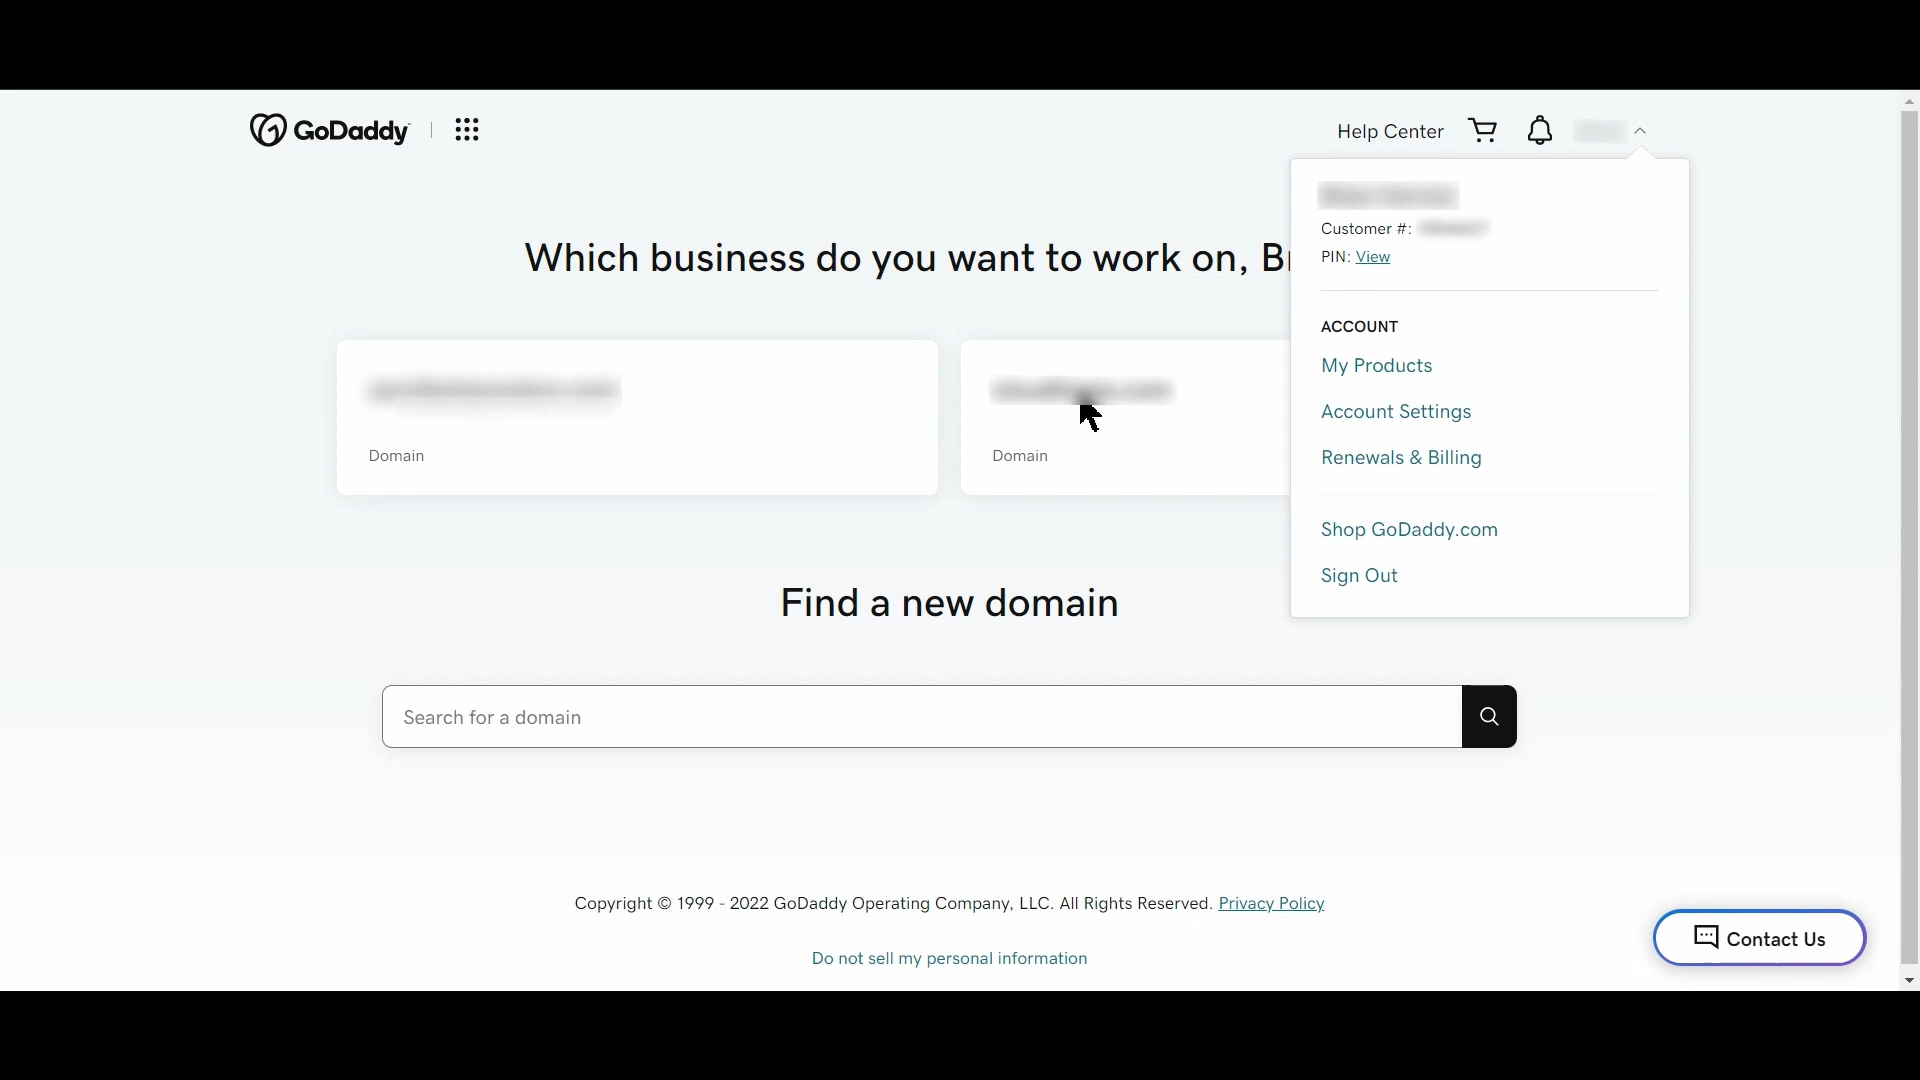 GoDaddy
Help Center
Customer #:
PIN: View
Which business do you want to work on,
ACCOUNT
My Products
Account Settings
Renewals & Billing
Domain
Domain
Shop GoDaddy.com
Sign Out
Find a new domain
Search for a domain
Copyright © 1999 - 2022 GoDaddy Operating Company, LLC. All Rights Reserved. Privacy Policy
Contact Us
Do not sell my personal information